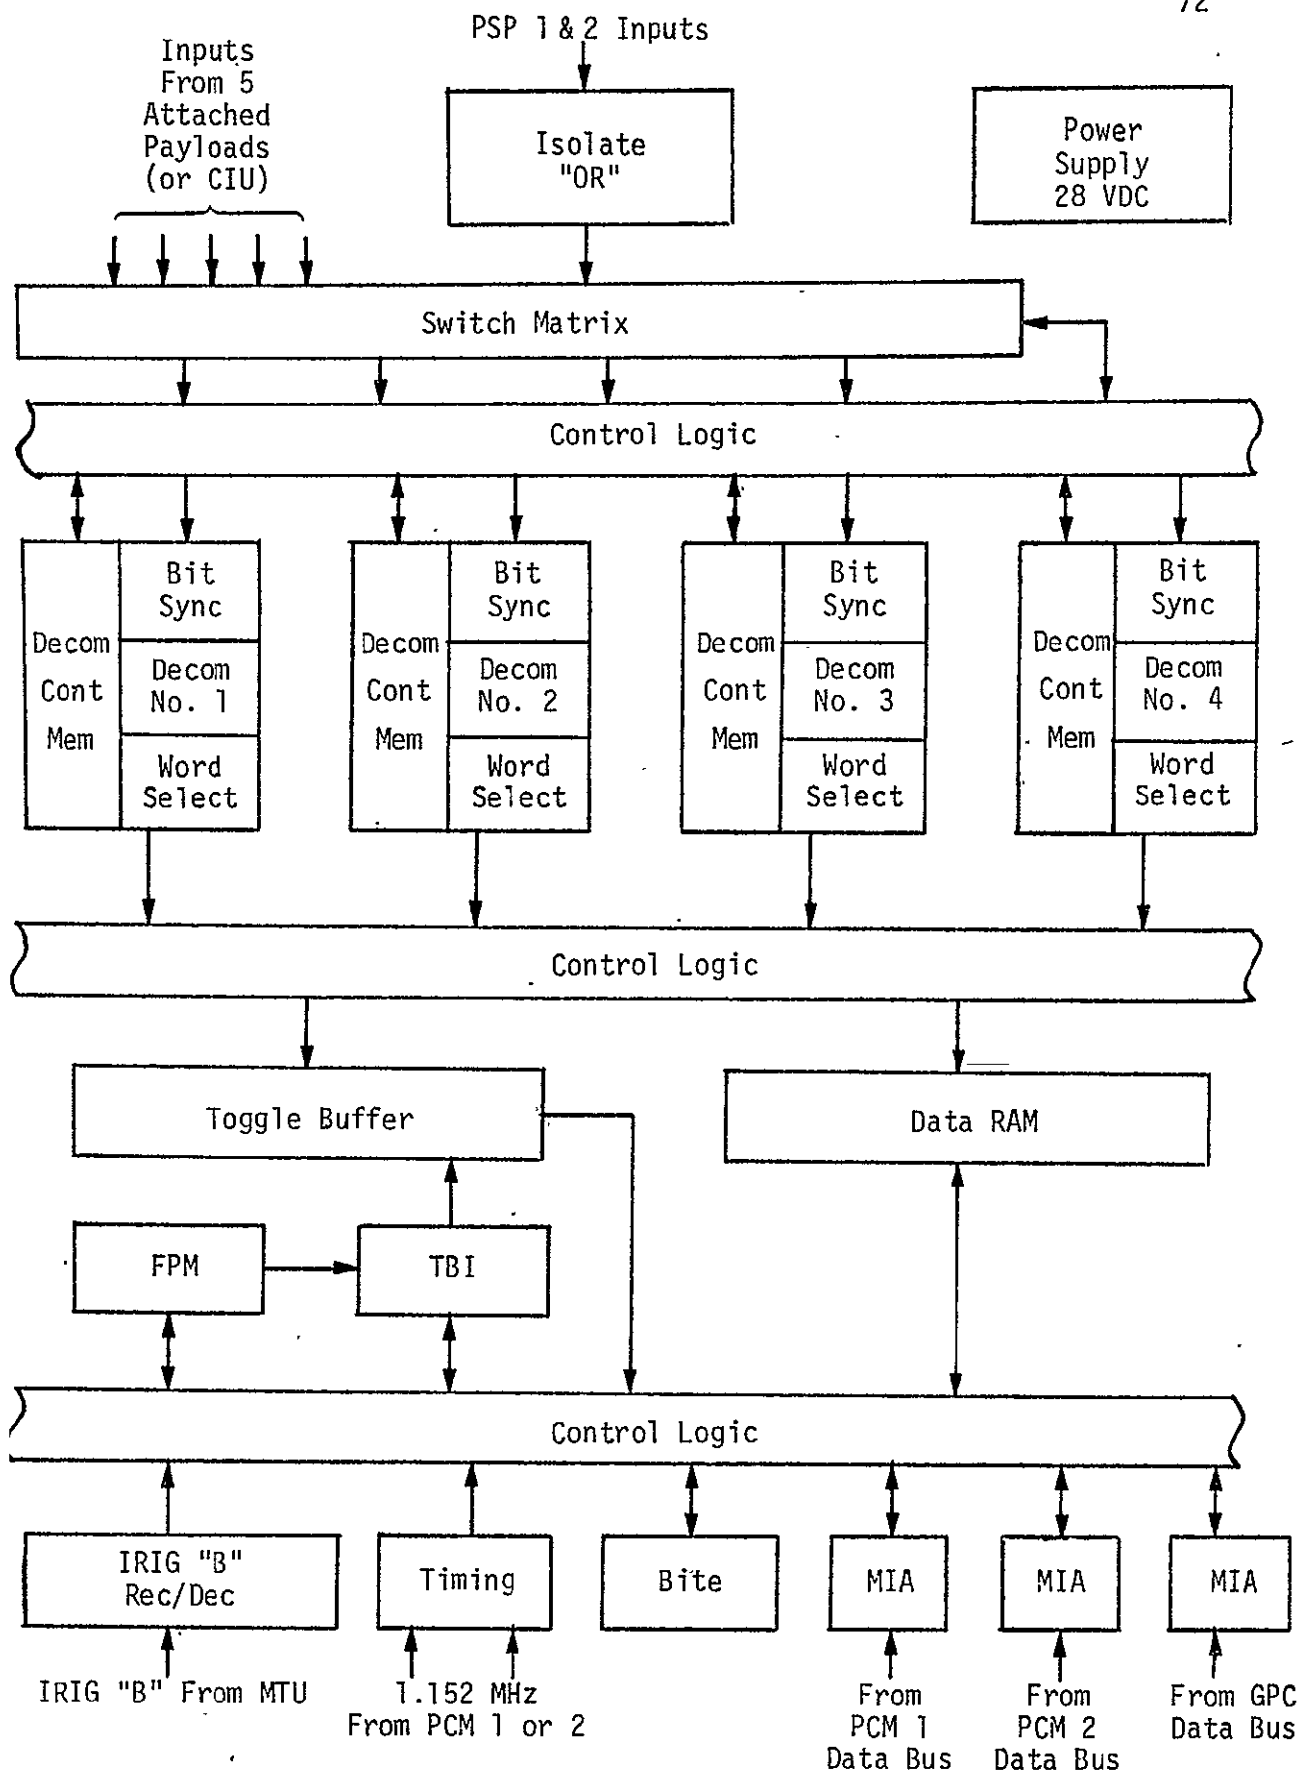 72
PSP 1 & 2 Inputs
Inputs
From 5
Attached
Payloads
(or CIU)
Isolate
"OR"
Power
Supply
28 VDC
Switch Matrix
Control Logic
Decom
Cont
Mem
Bit
Sync
Decom
No. 1
Word
Select
Decom
Cont
Mem
Bit
Sync
Decom
No. 2
Word
Select
Decom
Cont
Mem
Bit
Sync
Decom
No. 3
Word
Select
Decom
Cont
Mem
Bit
Sync
Decom
No. 4
Word
Select
Control Logic
Toggle Buffer
Data RAM
FPM
TBI
Control Logic
IRIG "B"
Rec/Dec
Timing
Bite
MIA
MIA
MIA
IRIG "B" From MTU
1.152 MHz
From PCM 1 or 2
From
PCM 1
Data Bus
From
PCM 2
Data Bus
From GPC
Data Bus